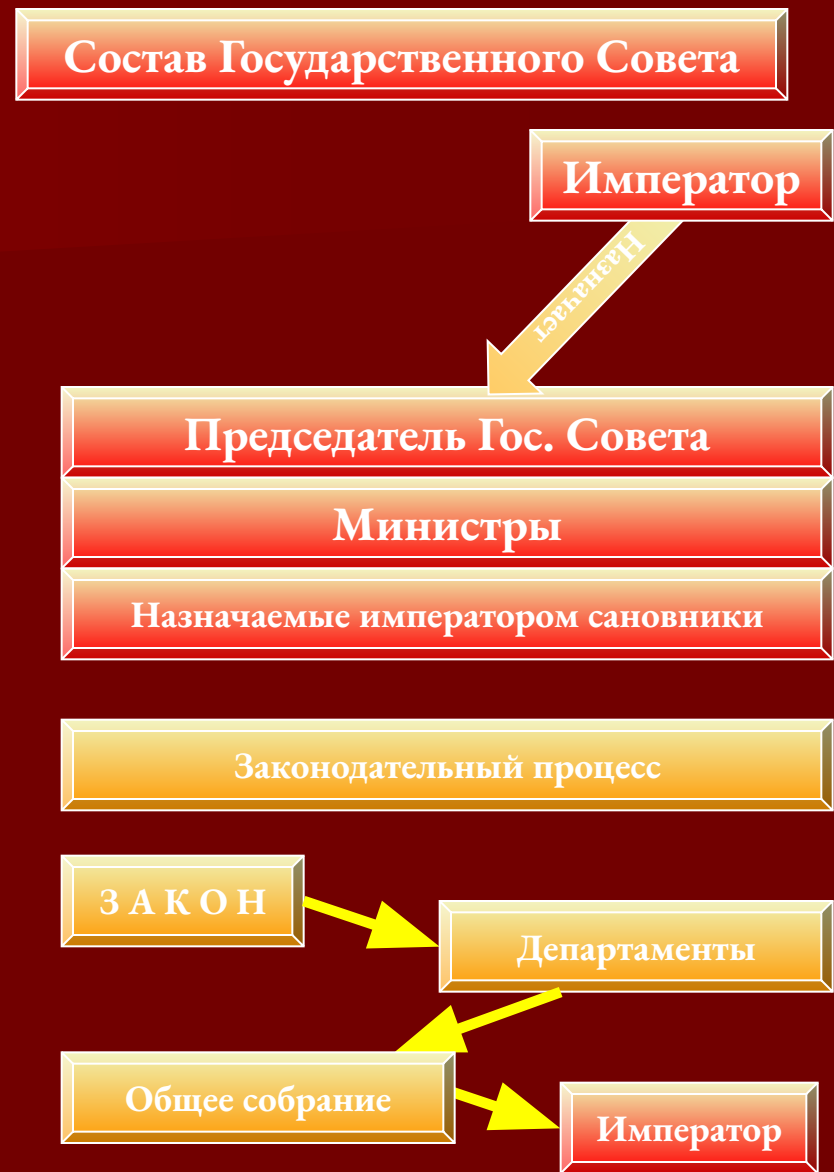 Состав Государственного Совета
Император
Назначает
Председатель Гос. Совета
Министры
Назначаемые императором сановники
Законодательный процесс
З А К О Н
Департаменты
Общее собрание
Император